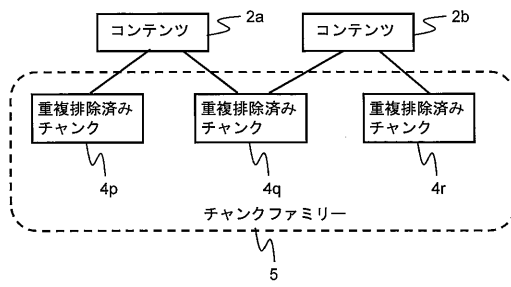 コンテンツ
2a
コンテンツ
2b
重複排除済み
チャンク
重複排除済み
チャンク
重複排除済み
チャンク
4p
4q
4r
チャンクファミリー
5